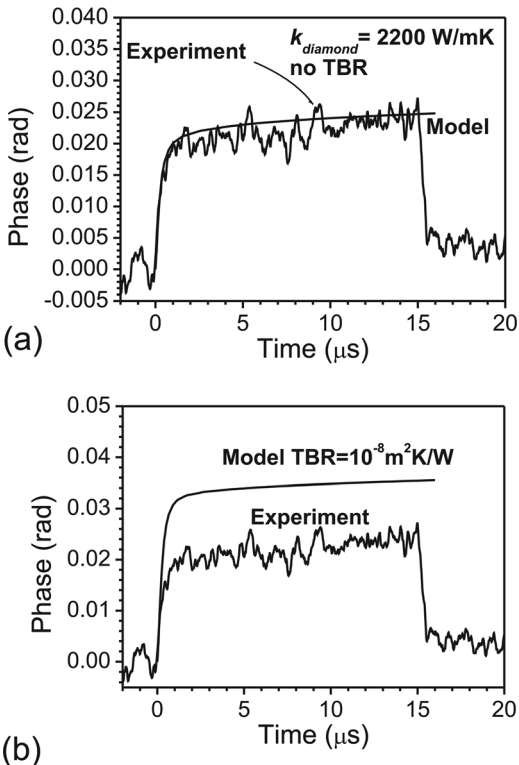 0.040
0.035
0.030
0.025
0.020
0.015
0.010
0.005
0.000
-0.005
Phase (rad)
Experiment
k diamond = 2200 W/mK
no TBR
Model
0 5 10 15 20
Time (μs)
(a)
0.05
0.04
0.03
0.02
0.01
0.00
Phase (rad)
Model TBR=10⁻⁸m²K/W
Experiment
0 5 10 15 20
Time (μs)
(b)